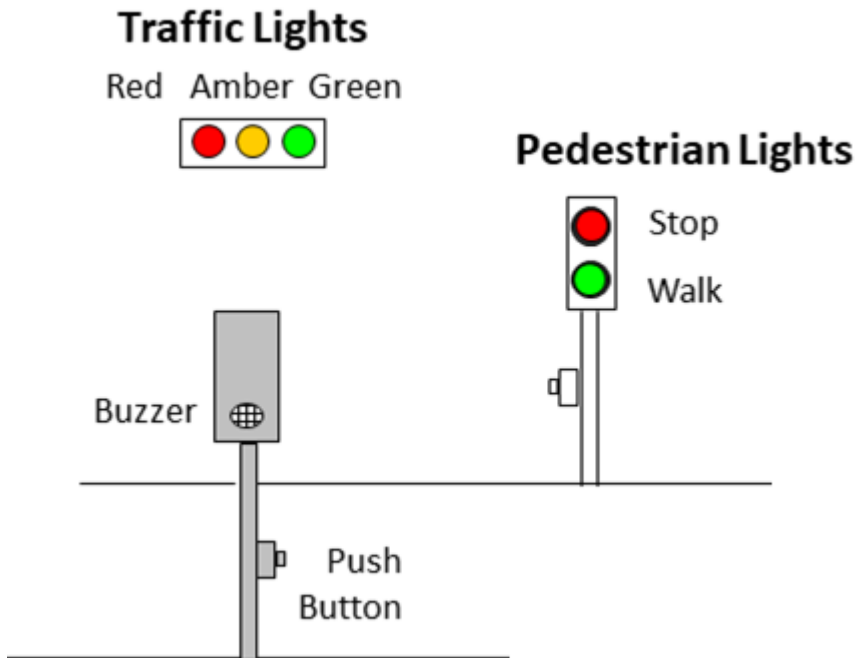 Traffic Lights
Red Amber Green
Pedestrian Lights
Stop
Walk
Buzzer
Push
Button